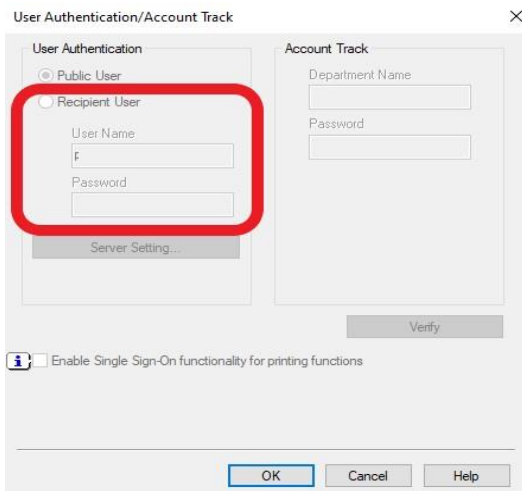 User Authentication/Account Track
User Authentication
Public User
Recipient User
User Name
Password
Server Setting...
Account Track
Department Name
Password
Verify
Enable Single Sign-On functionality for printing functions
OK
Cancel
Help